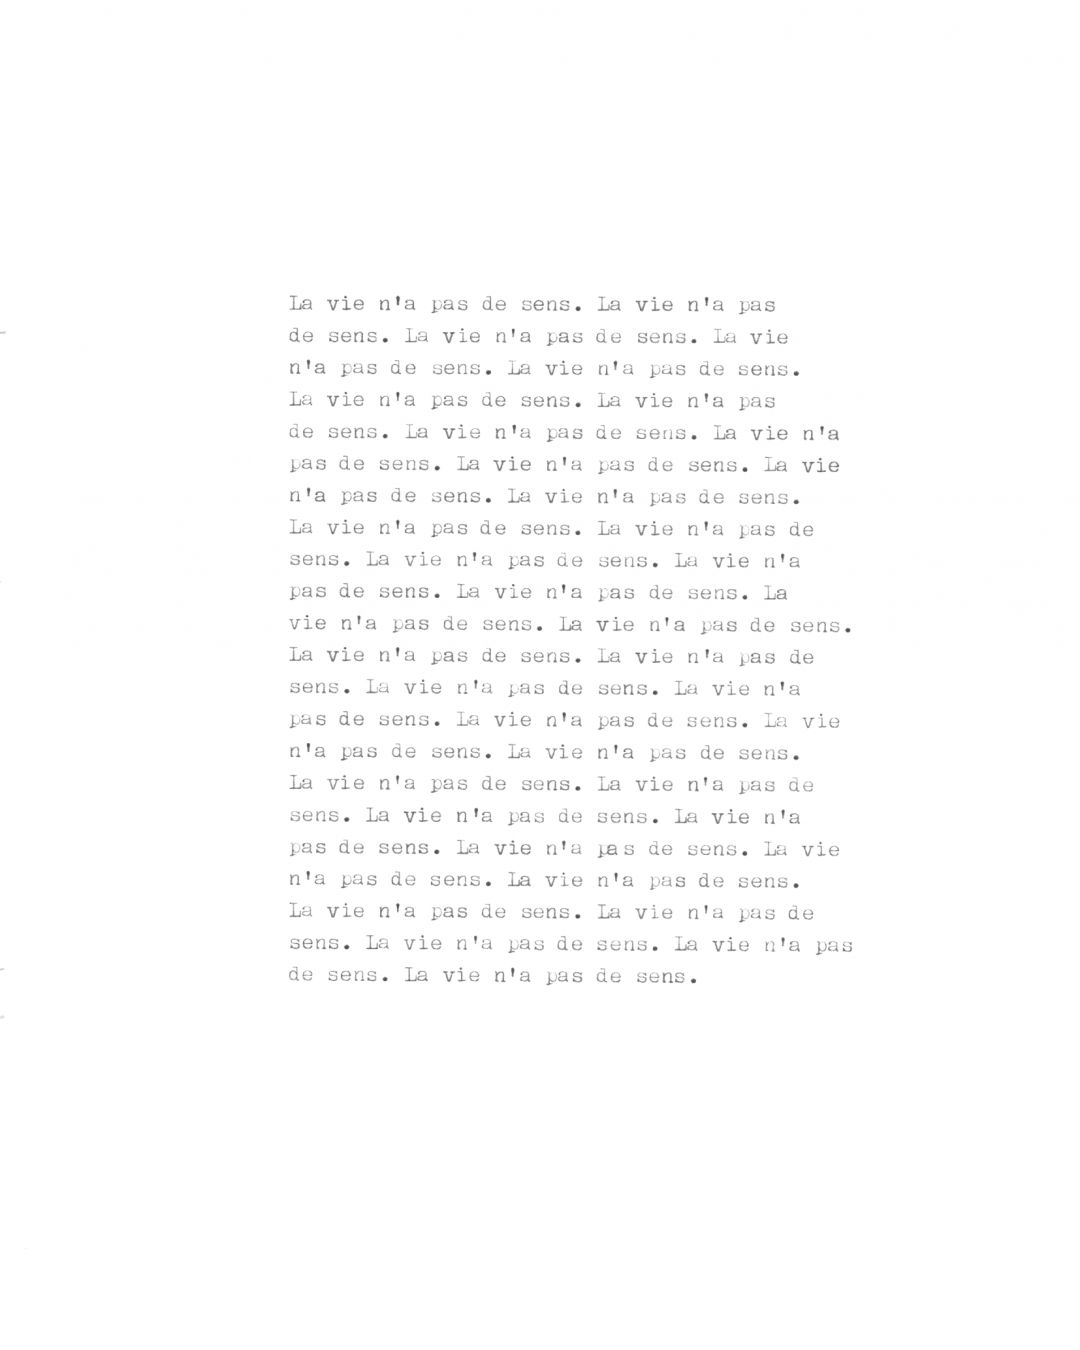 La vie n'a pas de sens. La vie n'a pas
de sens. La vie n'a pas de sens. La vie
n'a pas de sens. La vie n'a pas de sens.
La vie n'a pas de sens. La vie n'a pas
de sens. La vie n'a pas de sens. La vie n'a
pas de sens. La vie n'a pas de sens. La vie
n'a pas de sens. La vie n'a pas de sens.
La vie n'a pas de sens. La vie n'a pas de
sens. La vie n'a pas de sens. La vie n'a
pas de sens. La vie n'a pas de sens. La
vie n'a pas de sens. La vie n'a pas de sens.
La vie n'a pas de sens. La vie n'a pas de
sens. La vie n'a pas de sens. La vie n'a
pas de sens. La vie n'a pas de sens. La vie
n'a pas de sens. La vie n'a pas de sens.
La vie n'a pas de sens. La vie n'a pas de
sens. La vie n'a pas de sens. La vie n'a
pas de sens. La vie n'a pas de sens. La vie
n'a pas de sens. La vie n'a pas de sens.
La vie n'a pas de sens. La vie n'a pas de
sens. La vie n'a pas de sens. La vie n'a pas
de sens. La vie n'a pas de sens.